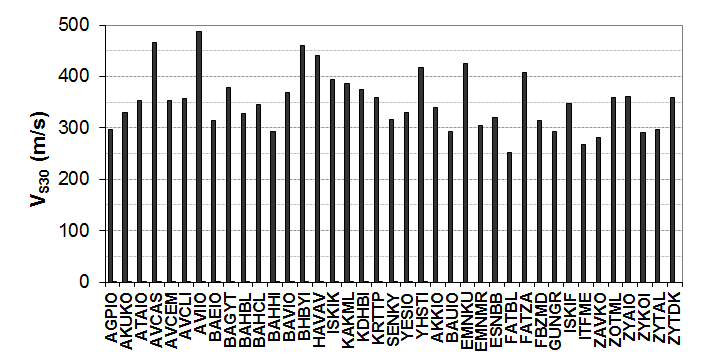 500
400
300
200
100
0
VS30 (m/s)
AGPIO
AKUKO
ATAIO
AVCAS
AVCEM
AVCLI
AVIIO
BAEIO
BAGYT
BAHBL
BAHCL
BAHHI
BAVIO
BHBYI
HAVAV
ISKIK
KAKML
KDHBI
KRTTP
SENKY
YESIO
YHSTI
AKKIO
BAUIO
EMNKU
EMNMR
ESNBB
FATBL
FATZA
FBZMD
GUNGR
ISKIF
ITFME
ZAVKO
ZOTML
ZYAIO
ZYKOI
ZYTAL
ZYTDK